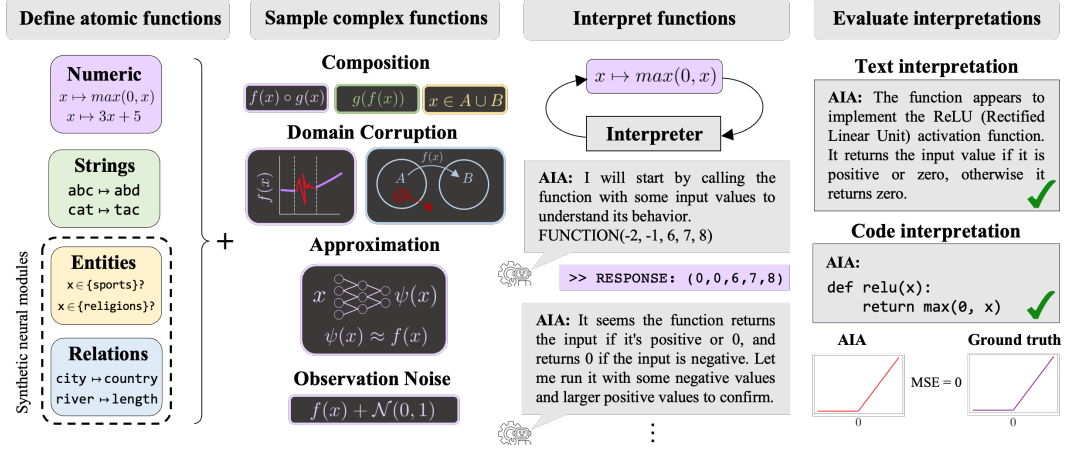 Define atomic functions
Numeric
x ↦ max(0, x)
x ↦ 3x + 5
Strings
abc ↦ abd
cat ↦ tac
Synthetic neural modules
Entities
x ∈ {sports}?
x ∈ {religions}?
Relations
city ↦ country
river ↦ length
+
Sample complex functions
Composition
f(x) ∘ g(x)
g(f(x))
x ∈ A ∪ B
Domain Corruption
f(x)
A
f(x)
B
Approximation
x
ψ(x)
ψ(x) ≈ f(x)
Observation Noise
f(x) + 𝒩(0, 1)
Interpret functions
x ↦ max(0, x)
Interpreter
AIA: I will start by calling the
function with some input values to
understand its behavior.
FUNCTION(-2, -1, 6, 7, 8)
>> RESPONSE: (0,0,6,7,8)
AIA: It seems the function returns
the input if it's positive or 0, and
returns 0 if the input is negative. Let
me run it with some negative values
and larger positive values to confirm.
⋮
Evaluate interpretations
Text interpretation
AIA: The function appears to
implement the ReLU (Rectified
Linear Unit) activation function.
It returns the input value if it is
positive or zero, otherwise it
returns zero.
Code interpretation
AIA:
def relu(x):
return max(0, x)
AIA
0
MSE = 0
Ground truth
0